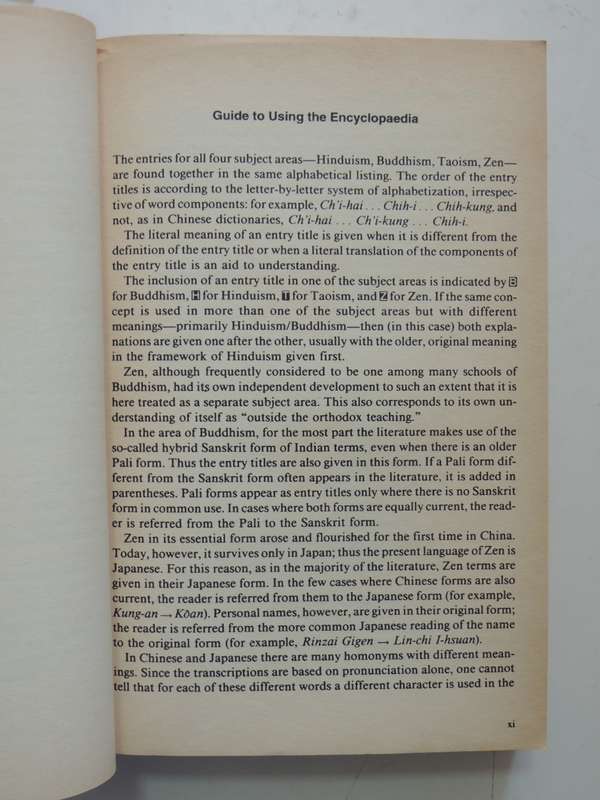 Guide to Using the Encyclopaedia
The entries for all four subject areas—Hinduism, Buddhism, Taoism, Zen—
are found together in the same alphabetical listing. The order of the entry
titles is according to the letter-by-letter system of alphabetization, irrespec-
tive of word components: for example, Ch'i-hai . . . Chih-i . . . Chih-kung, and
not, as in Chinese dictionaries, Ch'i-hai . . . Ch'i-kung . . . Chih-i.
The literal meaning of an entry title is given when it is different from the
definition of the entry title or when a literal translation of the components of
the entry title is an aid to understanding.
The inclusion of an entry title in one of the subject areas is indicated by B
for Buddhism, H for Hinduism, T for Taoism, and Z for Zen. If the same con-
cept is used in more than one of the subject areas but with different
meanings—primarily Hinduism/Buddhism—then (in this case) both expla-
nations are given one after the other, usually with the older, original meaning
in the framework of Hinduism given first.
Zen, although frequently considered to be one among many schools of
Buddhism, had its own independent development to such an extent that it is
here treated as a separate subject area. This also corresponds to its own un-
derstanding of itself as “outside the orthodox teaching.”
In the area of Buddhism, for the most part the literature makes use of the
so-called hybrid Sanskrit form of Indian terms, even when there is an older
Pali form. Thus the entry titles are also given in this form. If a Pali form dif-
ferent from the Sanskrit form often appears in the literature, it is added in
parentheses. Pali forms appear as entry titles only where there is no Sanskrit
form in common use. In cases where both forms are equally current, the read-
er is referred from the Pali to the Sanskrit form.
Zen in its essential form arose and flourished for the first time in China.
Today, however, it survives only in Japan; thus the present language of Zen is
Japanese. For this reason, as in the majority of the literature, Zen terms are
given in their Japanese form. In the few cases where Chinese forms are also
current, the reader is referred from them to the Japanese form (for example,
Kung-an → Kōan). Personal names, however, are given in their original form;
the reader is referred from the more common Japanese reading of the name
to the original form (for example, Rinzai Gigen → Lin-chi I-hsuan).
In Chinese and Japanese there are many homonyms with different mean-
ings. Since the transcriptions are based on pronunciation alone, one cannot
tell that for each of these different words a different character is used in the
xi